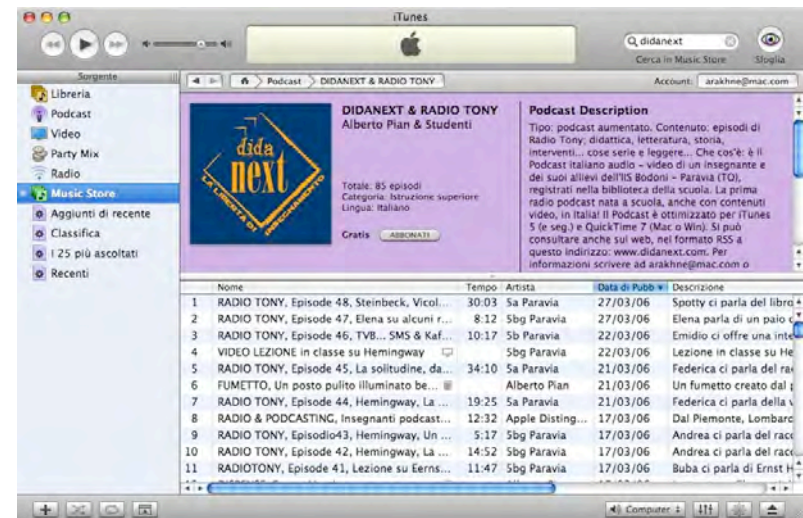 iTunes
didanext
Cerca in Music Store
Sfoglia
Sorgente
Podcast
DIDANEXT & RADIO TONY
Account: arakhne@mac.com
Libreria
Podcast
Video
Party Mix
Radio
Music Store
Aggiunti di recente
Classifica
I 25 più ascoltati
Recenti
dida
next
LA LIBERTÀ DI INSEGNAMENTO
DIDANEXT & RADIO TONY
Alberto Pian & Studenti
Totale: 85 episodi
Categoria: Istruzione superiore
Lingua: Italiano
Gratis ABBONATI
Podcast Description
Tipo: podcast aumentato. Contenuto: episodi di
Radio Tony; didattica, letteratura, storia,
interventi... cose serie e leggere... Che cos'è: è il
Podcast italiano audio - video di un insegnante e
dei suoi allievi dell'IIS Bodoni - Paravia (TO),
registrati nella biblioteca della scuola. La prima
radio podcast nata a scuola, anche con contenuti
video, in Italia! Il Podcast è ottimizzato per iTunes
5 (e seg.) e QuickTime 7 (Mac o Win). Si può
consultare anche sul web, nel formato RSS a
questo indirizzo: www.didanext.com. Per
informazioni scrivere ad arakhne@mac.com o
Nome Tempo Artista Data di Pubb Descrizione
1 RADIO TONY, Episode 48, Steinbeck, Vicol... 30:03 5a Paravia 27/03/06 Spotty ci parla del libro
2 RADIO TONY, Episode 47, Elena su alcuni r... 8:12 5bg Paravia 27/03/06 Elena parla di un paio
3 RADIO TONY, Episode 46, TVB... SMS & Kaf... 10:17 5b Paravia 22/03/06 Emidio ci offre una inte
4 VIDEO LEZIONE in classe su Hemingway 5bg Paravia 22/03/06 Lezione in classe su He
5 RADIO TONY, Episode 45, La solitudine, da... 34:10 5a Paravia 21/03/06 Federica ci parla del ra
6 FUMETTO, Un posto pulito illuminato be... Alberto Pian 21/03/06 Un fumetto creato dal
7 RADIO TONY, Episode 44, Hemingway, La ... 19:25 5a Paravia 21/03/06 Federica ci parla della
8 RADIO & PODCASTING, Insegnanti podcast... 12:32 Apple Disting... 17/03/06 Dal Piemonte, Lombard
9 RADIO TONY, Episodio43, Hemingway, Un ... 5:17 5bg Paravia 17/03/06 Andrea ci parla del racc
10 RADIO TONY, Episode 42, Hemingway, La ... 14:52 5bg Paravia 17/03/06 Andrea ci parla del racc
11 RADIOTONY, Episode 41, Lezione su Eerns... 11:47 5bg Paravia 17/03/06 Buba ci parla di Ernst H
Computer